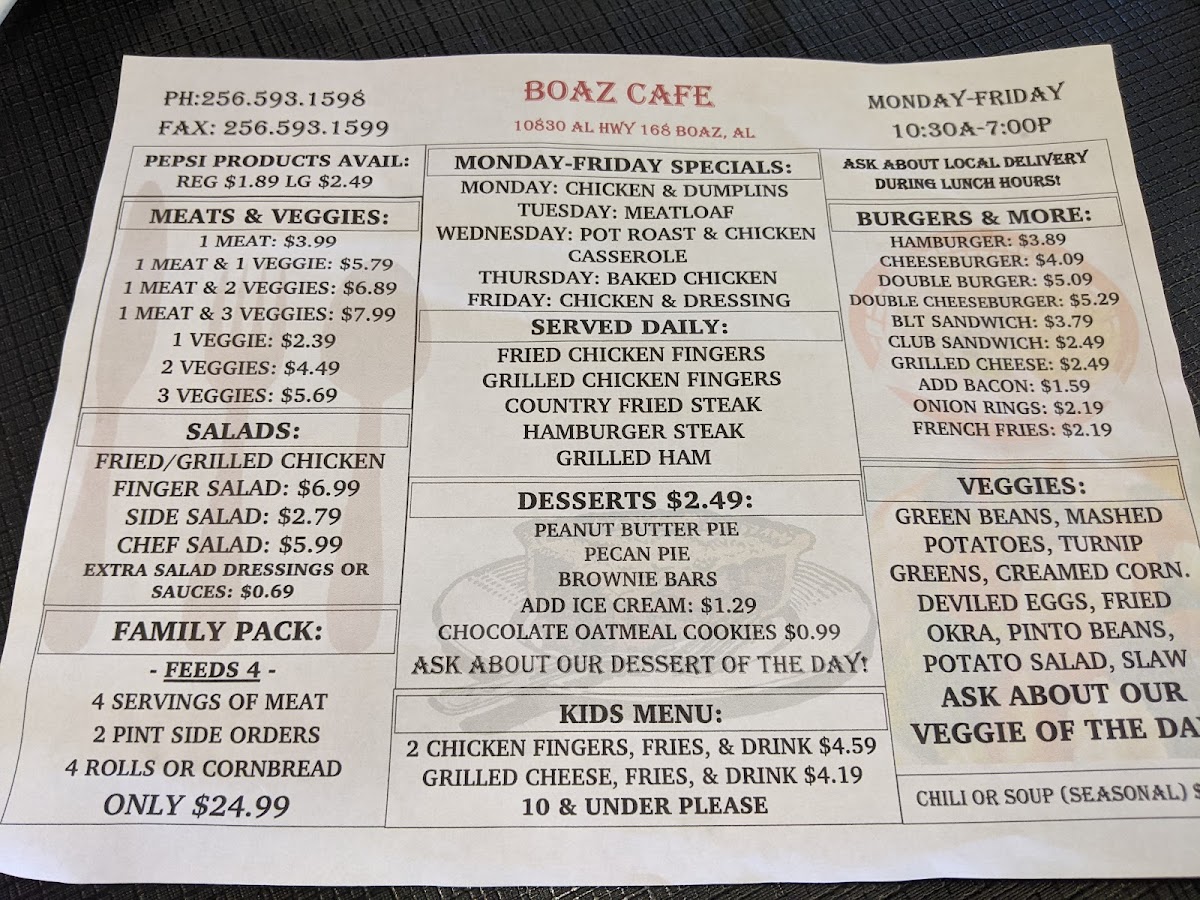 PH:256.593.1598
FAX: 256.593.1599
BOAZ CAFE
10830 AL HWY 168 BOAZ, AL
MONDAY-FRIDAY
10:30A-7:00P
PEPSI PRODUCTS AVAIL:
REG $1.89 LG $2.49
MEATS & VEGGIES:
1 MEAT: $3.99
1 MEAT & 1 VEGGIE: $5.79
1 MEAT & 2 VEGGIES: $6.89
1 MEAT & 3 VEGGIES: $7.99
1 VEGGIE: $2.39
2 VEGGIES: $4.49
3 VEGGIES: $5.69
SALADS:
FRIED/GRILLED CHICKEN
FINGER SALAD: $6.99
SIDE SALAD: $2.79
CHEF SALAD: $5.99
EXTRA SALAD DRESSINGS OR
SAUCES: $0.69
FAMILY PACK:
- FEEDS 4 -
4 SERVINGS OF MEAT
2 PINT SIDE ORDERS
4 ROLLS OR CORNBREAD
ONLY $24.99
MONDAY-FRIDAY SPECIALS:
MONDAY: CHICKEN & DUMPLINS
TUESDAY: MEATLOAF
WEDNESDAY: POT ROAST & CHICKEN
CASSEROLE
THURSDAY: BAKED CHICKEN
FRIDAY: CHICKEN & DRESSING
SERVED DAILY:
FRIED CHICKEN FINGERS
GRILLED CHICKEN FINGERS
COUNTRY FRIED STEAK
HAMBURGER STEAK
GRILLED HAM
DESSERTS $2.49:
PEANUT BUTTER PIE
PECAN PIE
BROWNIE BARS
ADD ICE CREAM: $1.29
CHOCOLATE OATMEAL COOKIES $0.99
ASK ABOUT OUR DESSERT OF THE DAY!
KIDS MENU:
2 CHICKEN FINGERS, FRIES, & DRINK $4.59
GRILLED CHEESE, FRIES, & DRINK $4.19
10 & UNDER PLEASE
ASK ABOUT LOCAL DELIVERY
DURING LUNCH HOURS!
BURGERS & MORE:
HAMBURGER: $3.89
CHEESEBURGER: $4.09
DOUBLE BURGER: $5.09
DOUBLE CHEESEBURGER: $5.29
BLT SANDWICH: $3.79
CLUB SANDWICH: $2.49
GRILLED CHEESE: $2.49
ADD BACON: $1.59
ONION RINGS: $2.19
FRENCH FRIES: $2.19
VEGGIES:
GREEN BEANS, MASHED
POTATOES, TURNIP
GREENS, CREAMED CORN.
DEVILED EGGS, FRIED
OKRA, PINTO BEANS,
POTATO SALAD, SLAW
ASK ABOUT OUR
VEGGIE OF THE DA
CHILI OR SOUP (SEASONAL) $